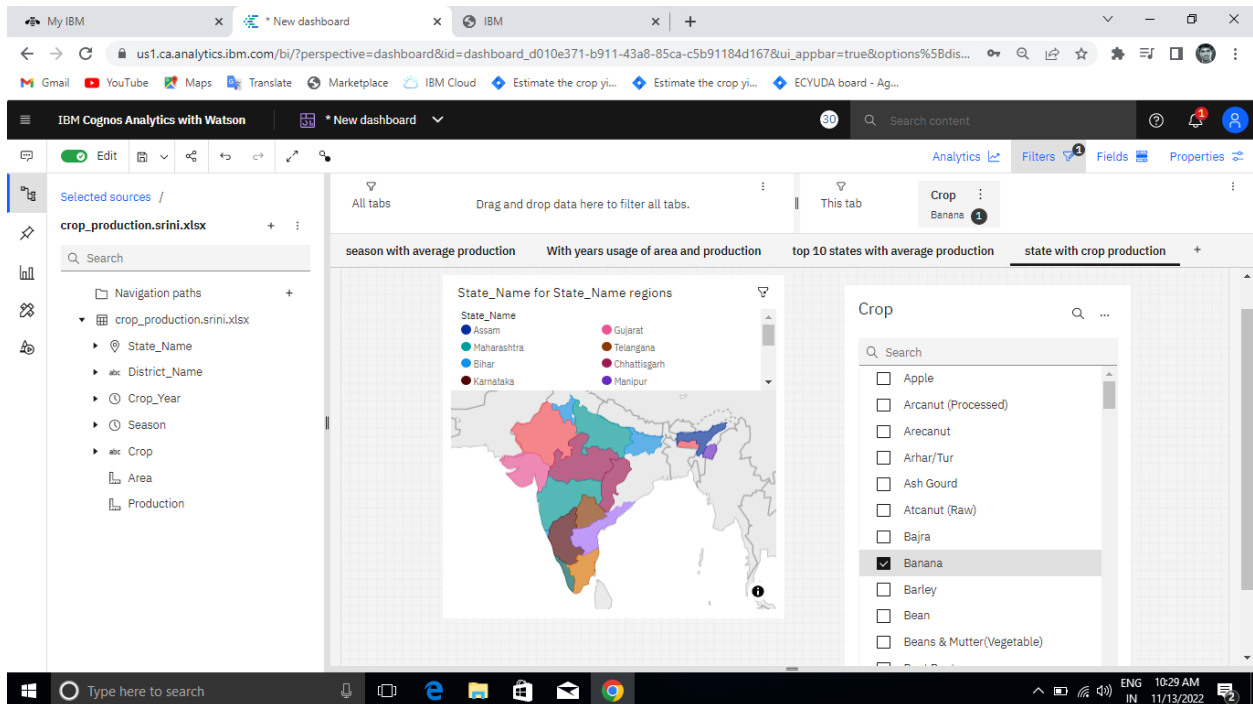 My IBM
* New dashboard
IBM
us1.ca.analytics.ibm.com/bi/?perspective=dashboard&id=dashboard_d010e371-b911-43a8-85ca-c5b91184d167&ui_appbar=true&options%5Bdis...
Gmail YouTube Maps Translate Marketplace IBM Cloud Estimate the crop yi... Estimate the crop yi... ECYUDA board - Ag...
IBM Cognos Analytics with Watson
* New dashboard
30
Search content
1
Edit
Analytics
Filters 1
Fields
Properties
Selected sources /
crop_production.srini.xlsx
Search
Navigation paths
crop_production.srini.xlsx
State_Name
abc District_Name
Crop_Year
Season
abc Crop
Area
Production
All tabs
Drag and drop data here to filter all tabs.
This tab
Crop
Banana 1
season with average production
With years usage of area and production
top 10 states with average production
state with crop production
+
State_Name for State_Name regions
State_Name
Assam
Gujarat
Maharashtra
Telangana
Bihar
Chhattisgarh
Karnataka
Manipur
Crop
Search
Apple
Arcanut (Processed)
Arecanut
Arhar/Tur
Ash Gourd
Atcanut (Raw)
Bajra
Banana
Barley
Bean
Beans & Mutter(Vegetable)
Type here to search
ENG
IN
10:29 AM
11/13/2022
2